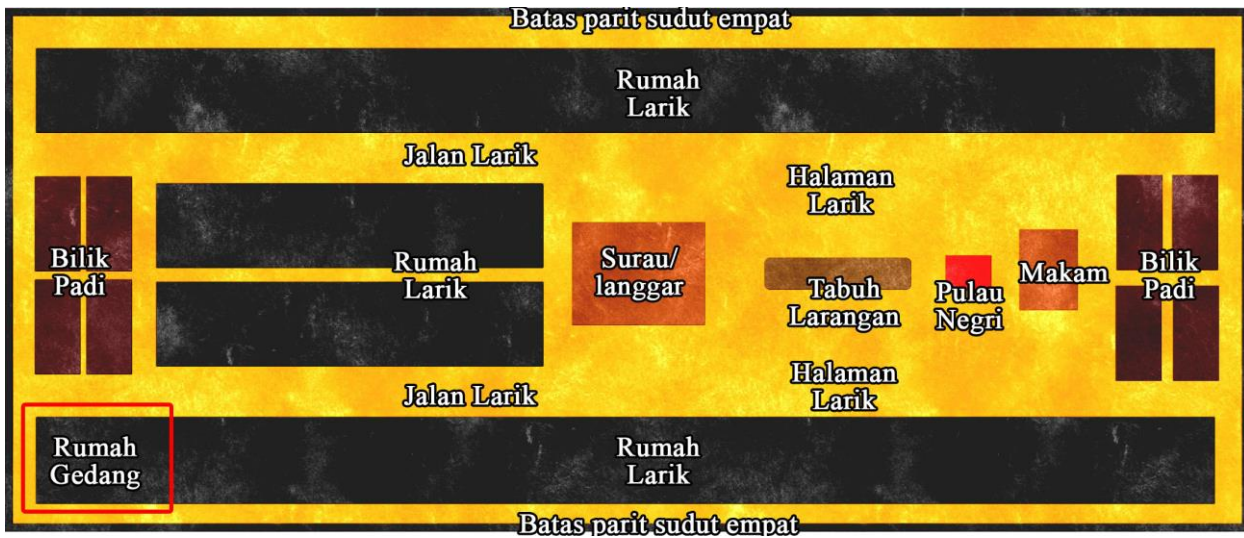 Batas parit sudut empat
Rumah
Larik
Jalan Larik
Halaman
Larik
Bilik
Padi
Rumah
Larik
Surau/
langgar
Tabuh
Larangan
Pulau
Negri
Makam
Bilik
Padi
Jalan Larik
Halaman
Larik
Rumah
Gedang
Rumah
Larik
Batas parit sudut empat